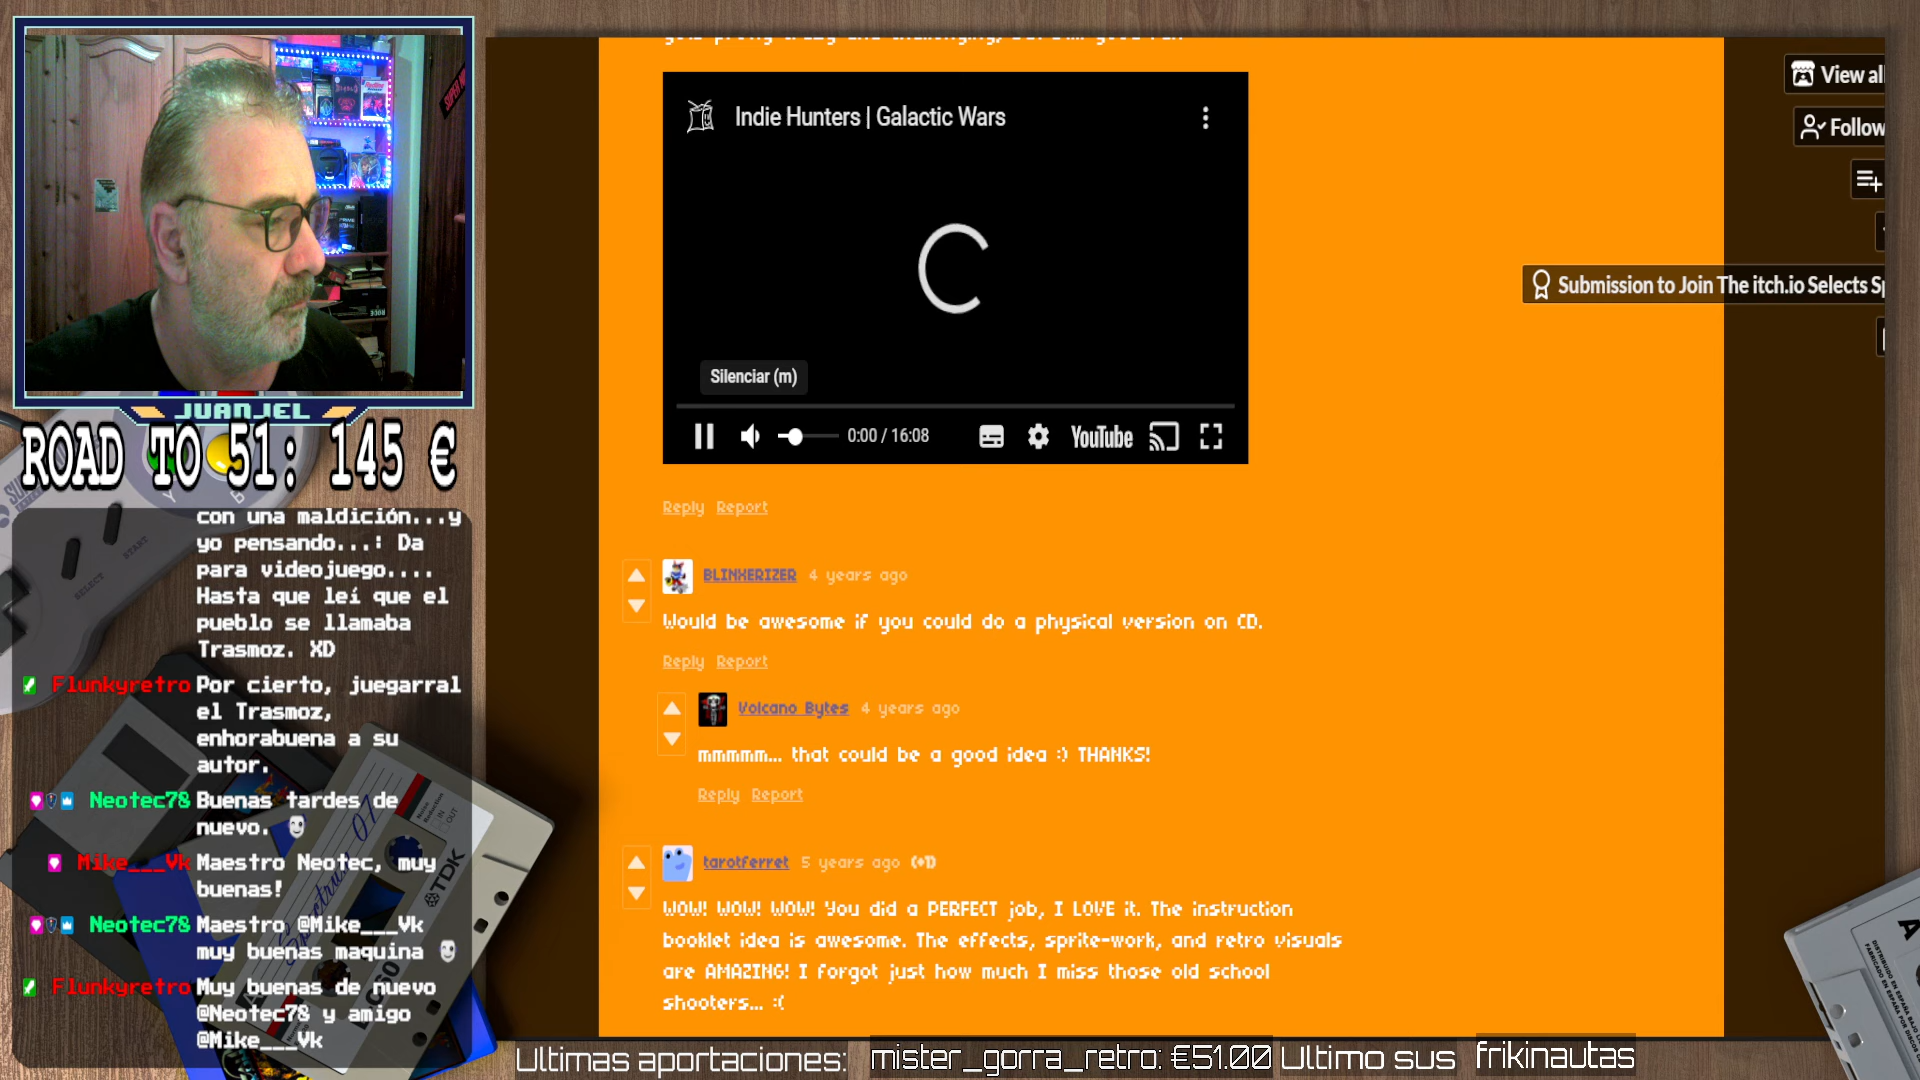 JUANJEL
ROAD TO 51: 145 €
con una maldición...y
yo pensando...: Da
para videojuego....
Hasta que leí que el
pueblo se llamaba
Trasmoz. XD
Flunkyretro Por cierto, juegarral
el Trasmoz,
enhorabuena a su
autor.
Neotec78 Buenas tardes de
nuevo.
Mike___Vk Maestro Neotec, muy
buenas!
Neotec78 Maestro @Mike___Vk
muy buenas maquina
Flunkyretro Muy buenas de nuevo
@Neotec78 y amigo
@Mike___Vk
Indie Hunters | Galactic Wars
Silenciar (m)
0:00 / 16:08
YouTube
Reply Report
BLINXERIZER 4 years ago
Would be awesome if you could do a physical version on CD.
Reply Report
Volcano Bytes 4 years ago
mmmmm... that could be a good idea :) THANKS!
Reply Report
tarotferret 5 years ago (+1)
WOW! WOW! WOW! You did a PERFECT job, I LOVE it. The instruction
booklet idea is awesome. The effects, sprite-work, and retro visuals
are AMAZING! I forgot just how much I miss those old school
shooters... :(
View all
Follow
Submission to Join The itch.io Selects
Ultimas aportaciones: mister_gorra_retro: €51.00 Ultimo sus frikinautas
START
SELECT
TDK